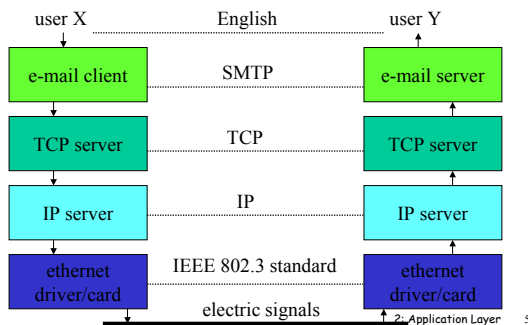 user X English user Y
e-mail client SMTP e-mail server
TCP server TCP TCP server
IP server IP IP server
ethernet driver/card IEEE 802.3 standard ethernet driver/card
electric signals
2: Application Layer